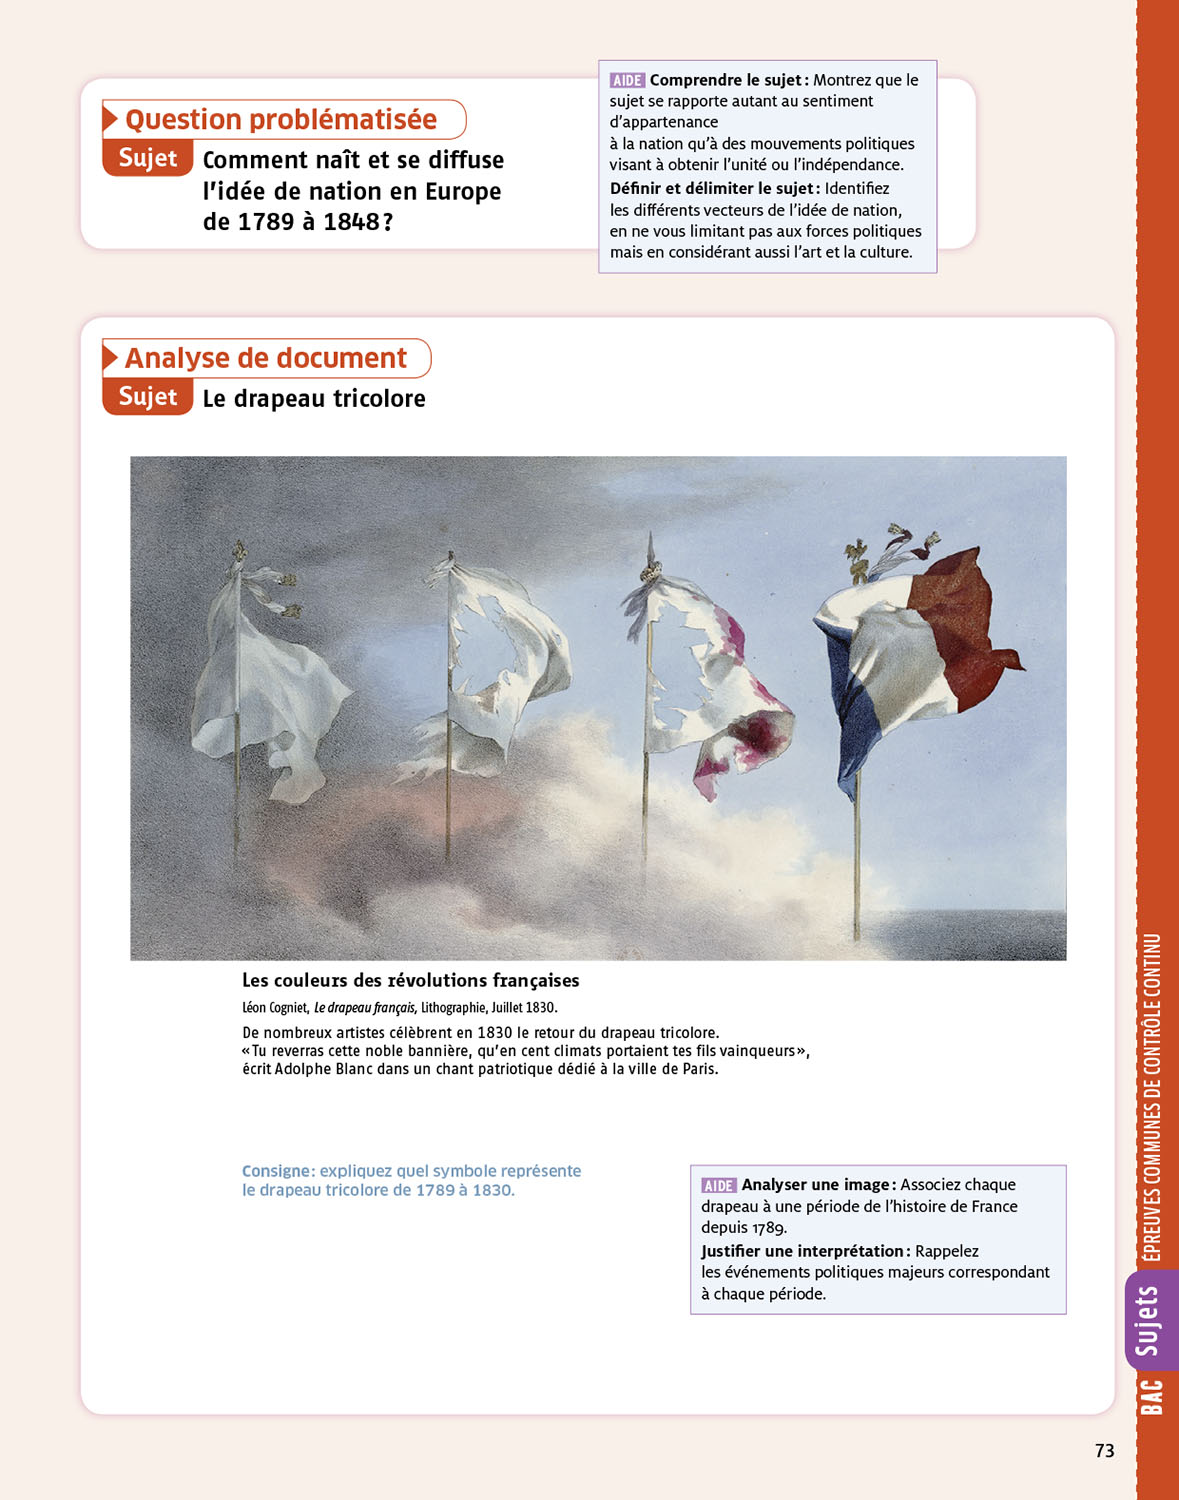 Question problématisée
Sujet
Comment naît et se diffuse
l'idée de nation en Europe
de 1789 à 1848 ?
AIDE Comprendre le sujet : Montrez que le
sujet se rapporte autant au sentiment
d'appartenance
à la nation qu'à des mouvements politiques
visant à obtenir l'unité ou l'indépendance.
Définir et délimiter le sujet : Identifiez
les différents vecteurs de l'idée de nation,
en ne vous limitant pas aux forces politiques
mais en considérant aussi l'art et la culture.
Analyse de document
Sujet
Le drapeau tricolore
Les couleurs des révolutions françaises
Léon Cogniet, Le drapeau français, Lithographie, Juillet 1830.
De nombreux artistes célèbrent en 1830 le retour du drapeau tricolore.
« Tu reverras cette noble bannière, qu'en cent climats portaient tes fils vainqueurs »,
écrit Adolphe Blanc dans un chant patriotique dédié à la ville de Paris.
Consigne : expliquez quel symbole représente
le drapeau tricolore de 1789 à 1830.
AIDE Analyser une image : Associez chaque
drapeau à une période de l'histoire de France
depuis 1789.
Justifier une interprétation : Rappelez
les événements politiques majeurs correspondant
à chaque période.
BAC Sujets ÉPREUVES COMMUNES DE CONTRÔLE CONTINU
73